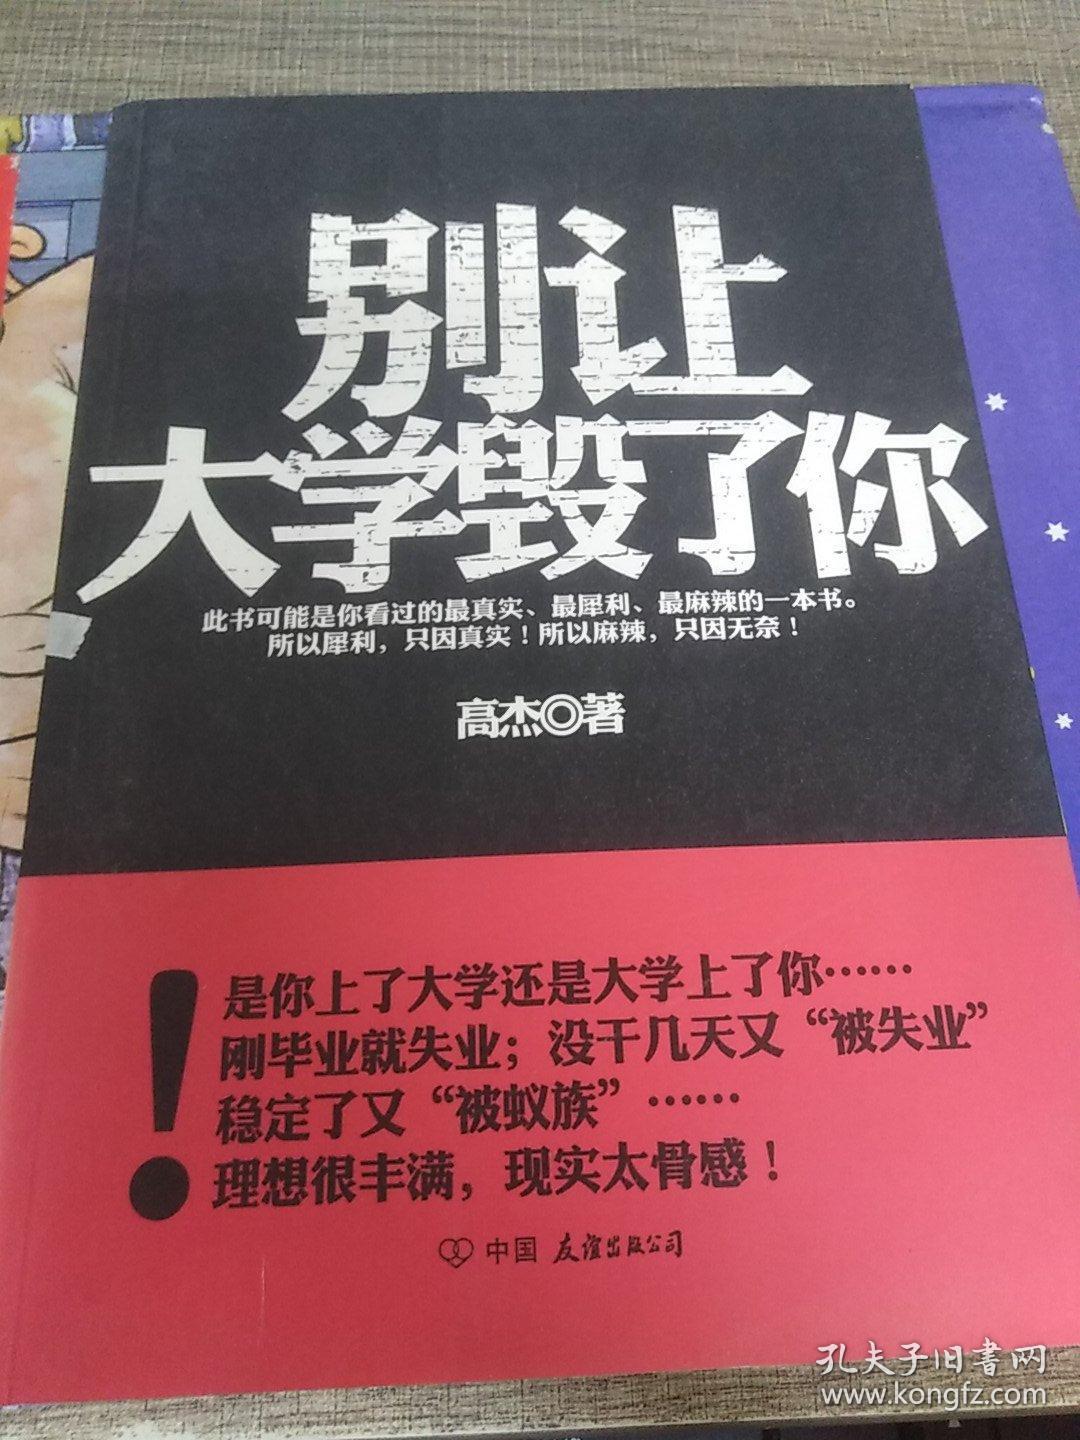 别让
大学毁了你
此书可能是你看过的最真实、最犀利、最麻辣的一本书。
所以犀利，只因真实！所以麻辣，只因无奈！
高杰◎著
！
是你上了大学还是大学上了你……
刚毕业就失业；没干几天又“被失业”
稳定了又“被蚁族”……
理想很丰满，现实太骨感！
中国友谊出版公司
孔夫子旧书网
www.kongfz.com